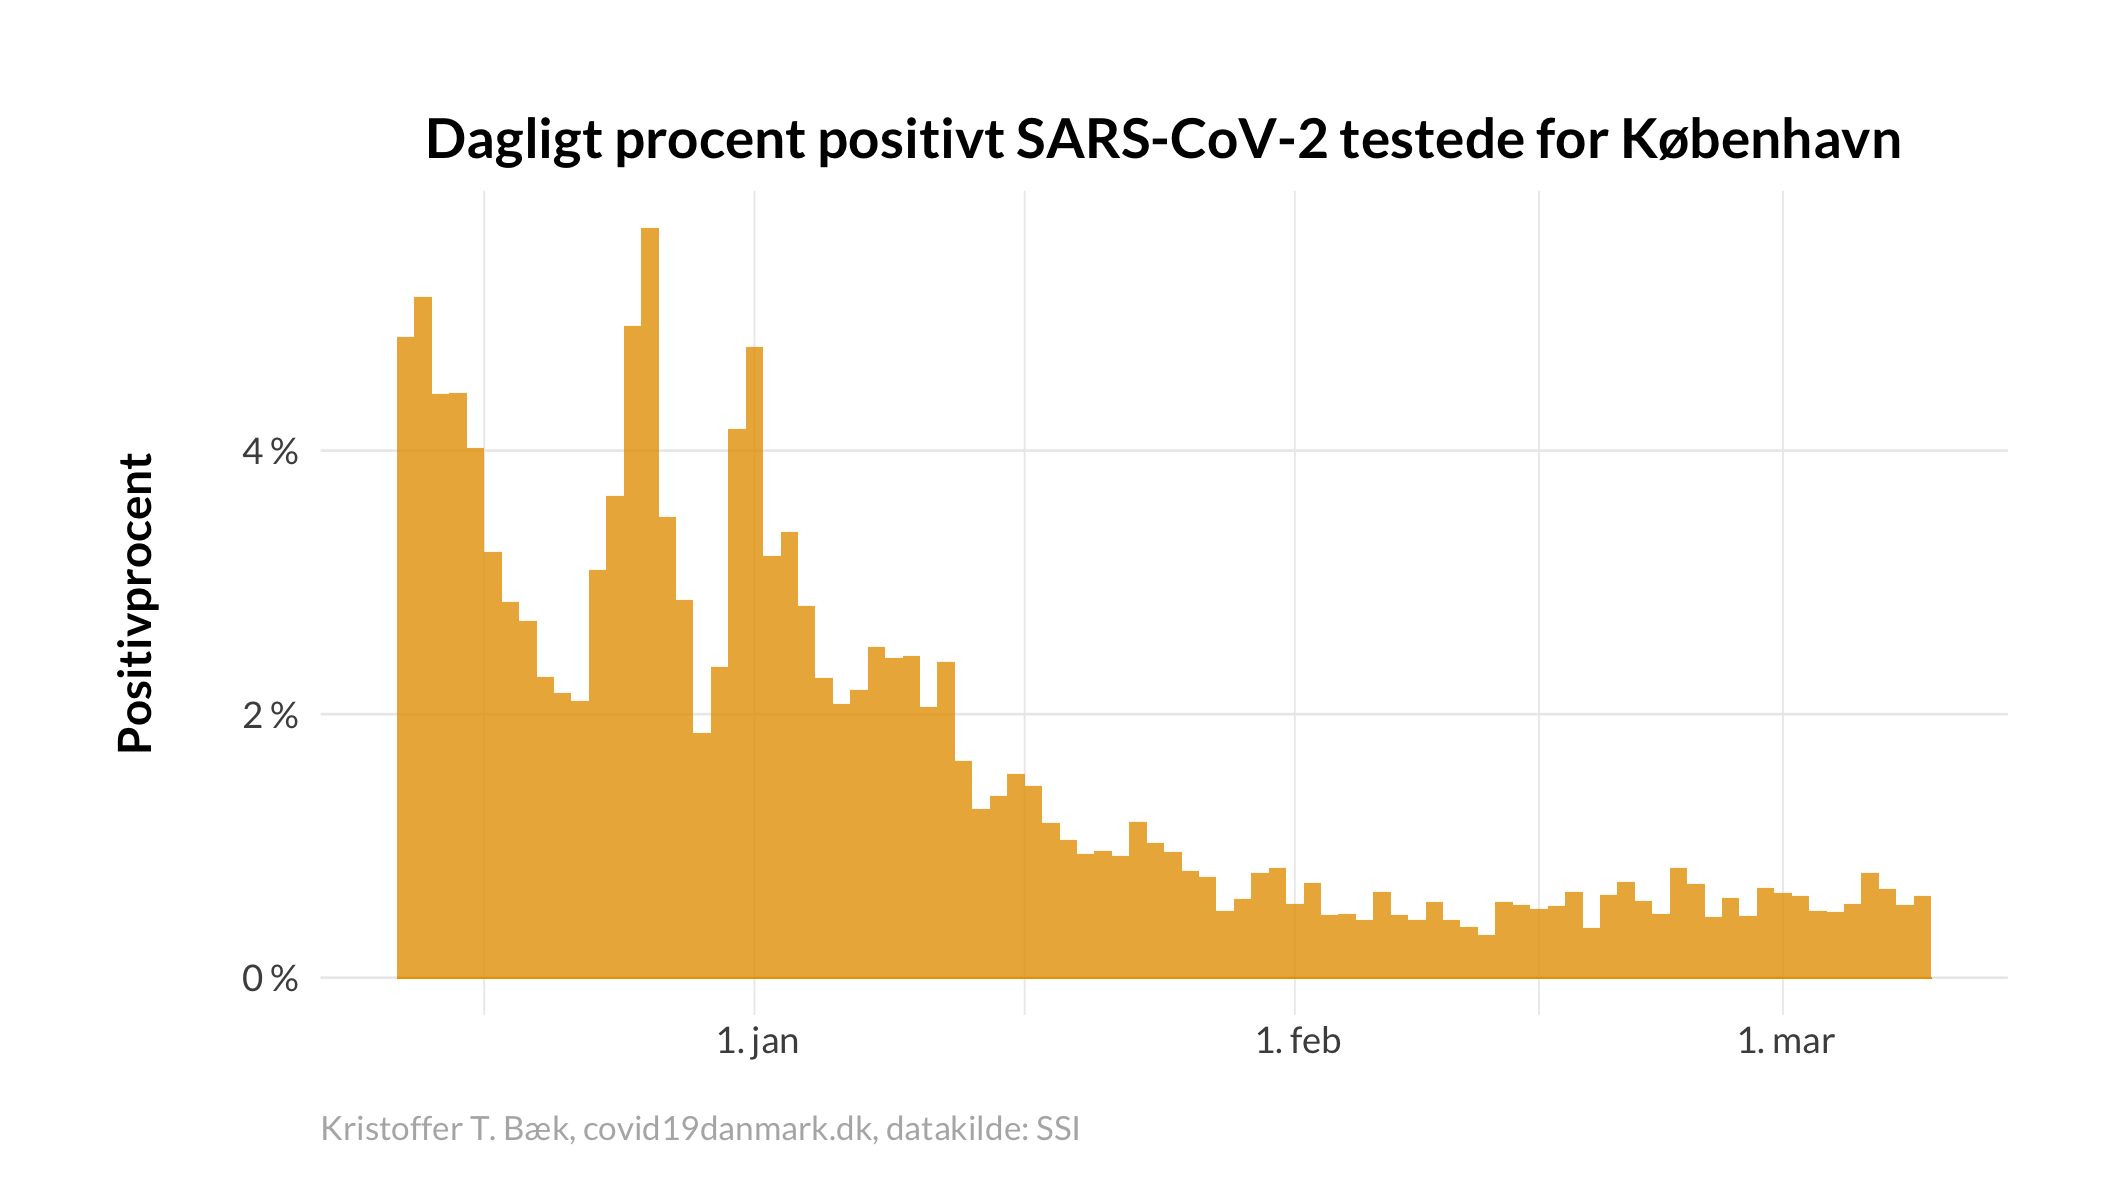 Dagligt procent positivt SARS-CoV-2 testede for København
Positivprocent
4 %
2 %
0 %
1. jan
1. feb
1. mar
Kristoffer T. Bæk, covid19danmark.dk, datakilde: SSI